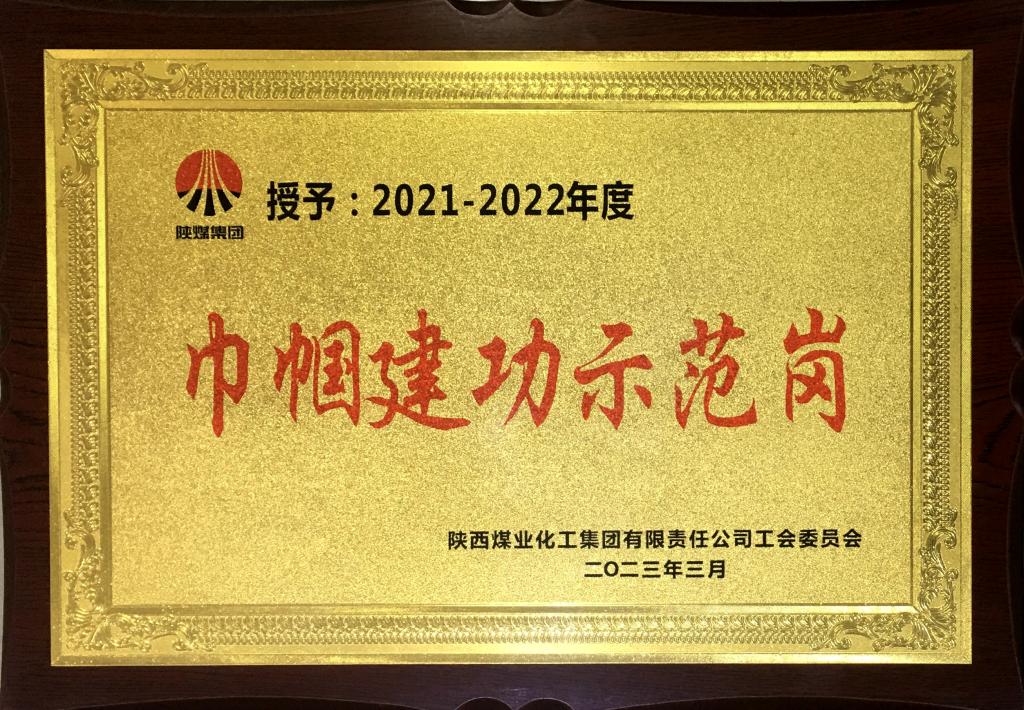 陕煤集团
授予：2021-2022年度
巾帼建功示范岗
陕西煤业化工集团有限责任公司工会委员会
二〇二三年三月